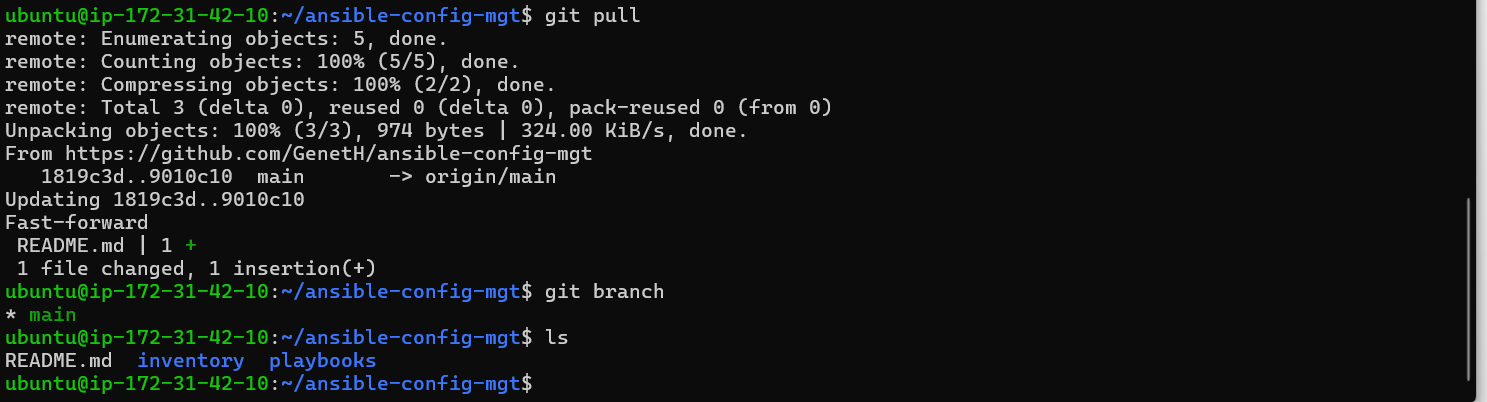 ubuntu@ip-172-31-42-10:~/ansible-config-mgt$ git pull
remote: Enumerating objects: 5, done.
remote: Counting objects: 100% (5/5), done.
remote: Compressing objects: 100% (2/2), done.
remote: Total 3 (delta 0), reused 0 (delta 0), pack-reused 0 (from 0)
Unpacking objects: 100% (3/3), 974 bytes | 324.00 KiB/s, done.
From https://github.com/GenetH/ansible-config-mgt
   1819c3d..9010c10  main       -> origin/main
Updating 1819c3d..9010c10
Fast-forward
 README.md | 1 +
 1 file changed, 1 insertion(+)
ubuntu@ip-172-31-42-10:~/ansible-config-mgt$ git branch
* main
ubuntu@ip-172-31-42-10:~/ansible-config-mgt$ ls
README.md  inventory  playbooks
ubuntu@ip-172-31-42-10:~/ansible-config-mgt$